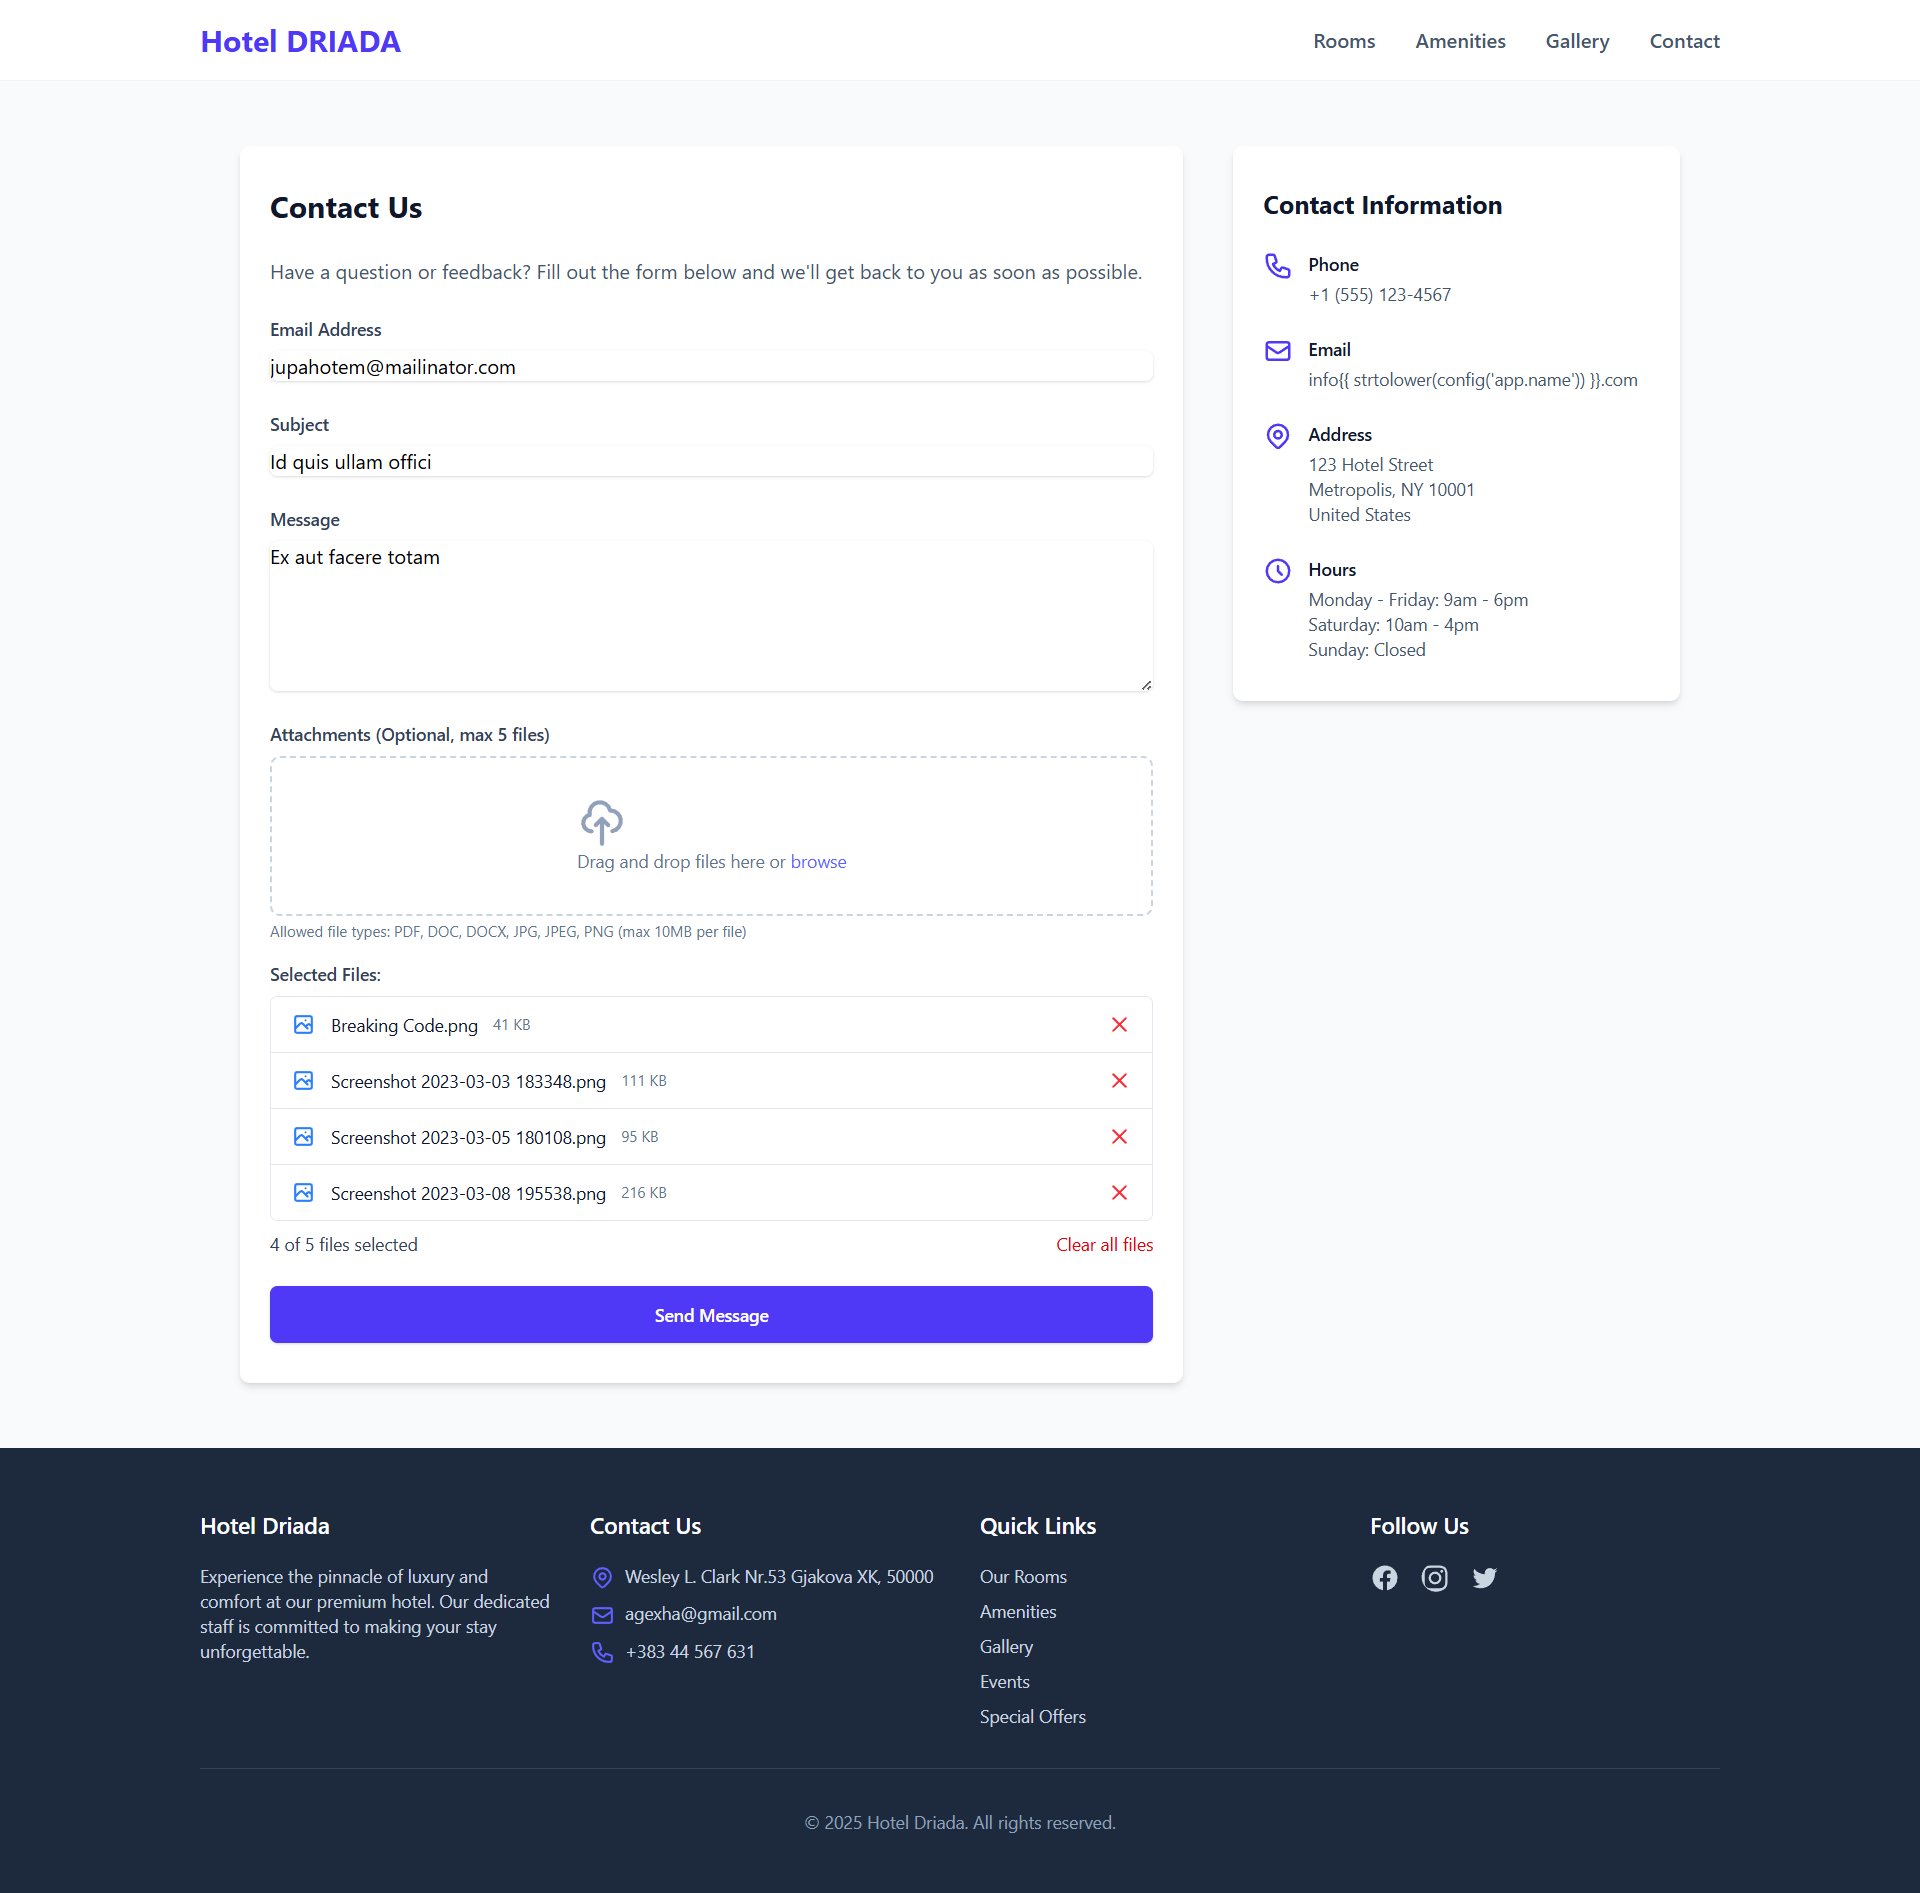 Hotel DRIADA
Rooms Amenities Gallery Contact
Contact Us
Have a question or feedback? Fill out the form below and we'll get back to you as soon as possible.
Email Address
jupahotem@mailinator.com
Subject
Id quis ullam offici
Message
Ex aut facere totam
Attachments (Optional, max 5 files)
Drag and drop files here or browse
Allowed file types: PDF, DOC, DOCX, JPG, JPEG, PNG (max 10MB per file)
Selected Files:
Breaking Code.png 41 KB
Screenshot 2023-03-03 183348.png 111 KB
Screenshot 2023-03-05 180108.png 95 KB
Screenshot 2023-03-08 195538.png 216 KB
4 of 5 files selected Clear all files
Send Message
Contact Information
Phone
+1 (555) 123-4567
Email
info{{ strtolower(config('app.name')) }}.com
Address
123 Hotel Street
Metropolis, NY 10001
United States
Hours
Monday - Friday: 9am - 6pm
Saturday: 10am - 4pm
Sunday: Closed
Hotel Driada
Experience the pinnacle of luxury and
comfort at our premium hotel. Our dedicated
staff is committed to making your stay
unforgettable.
Contact Us
Wesley L. Clark Nr.53 Gjakova XK, 50000
agexha@gmail.com
+383 44 567 631
Quick Links
Our Rooms
Amenities
Gallery
Events
Special Offers
Follow Us
© 2025 Hotel Driada. All rights reserved.